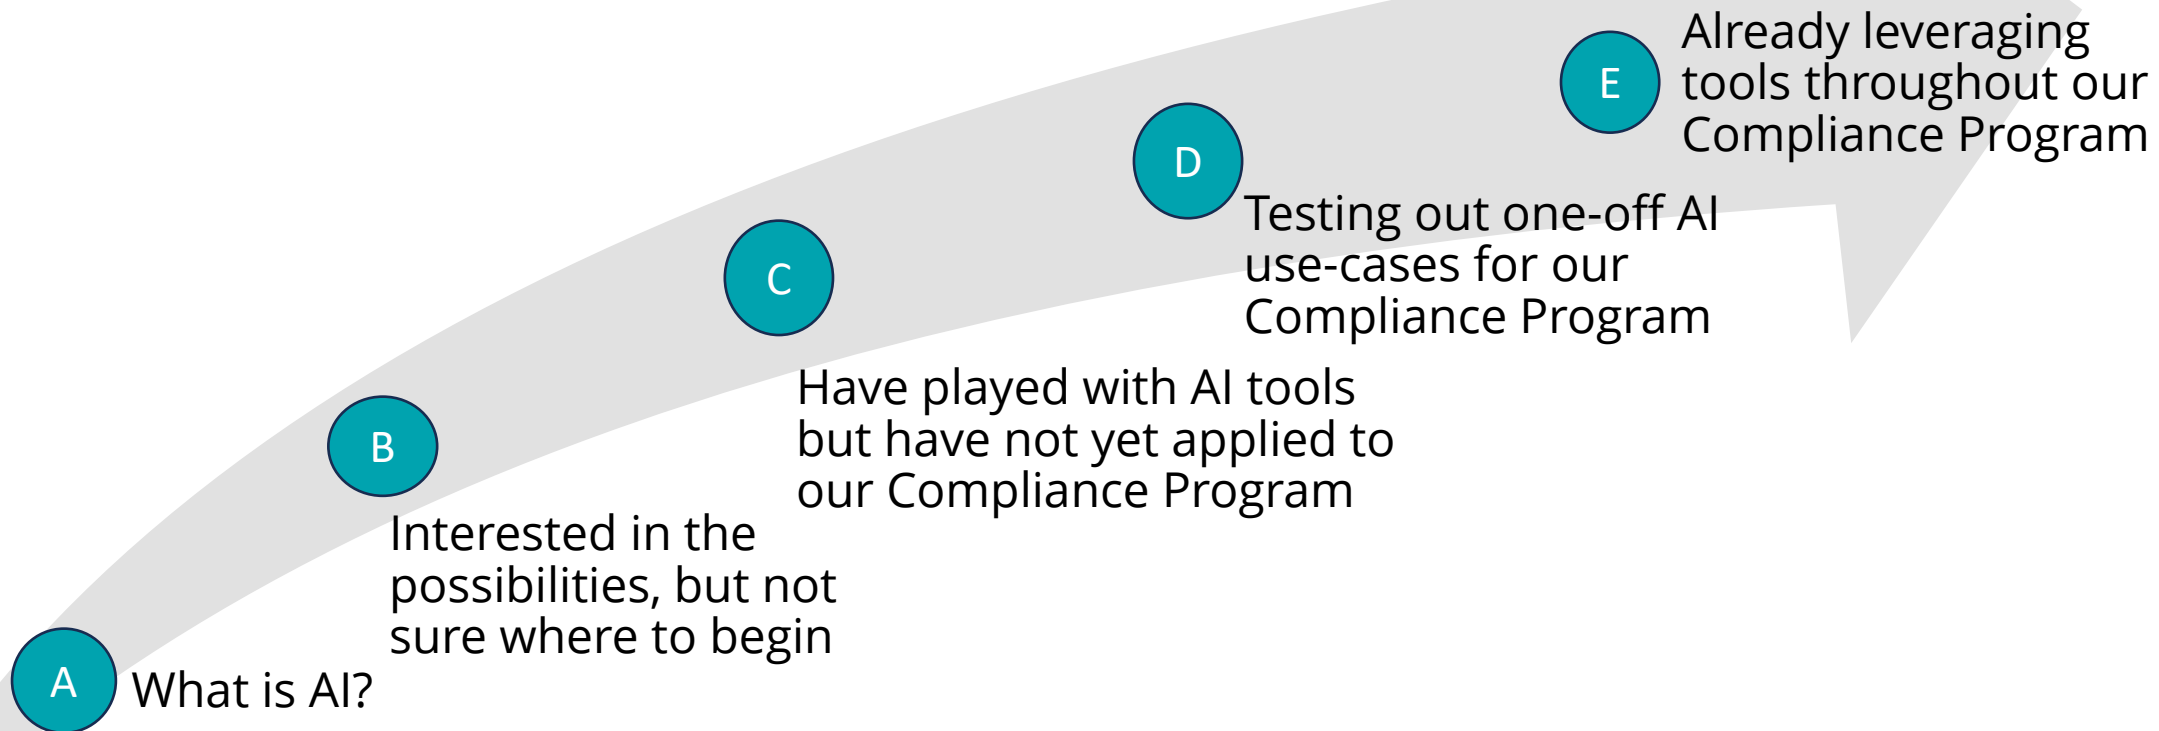 A
What is AI?
B
Interested in the
possibilities, but not
sure where to begin
C
Have played with AI tools
but have not yet applied to
our Compliance Program
D
Testing out one-off AI
use-cases for our
Compliance Program
E
Already leveraging
tools throughout our
Compliance Program